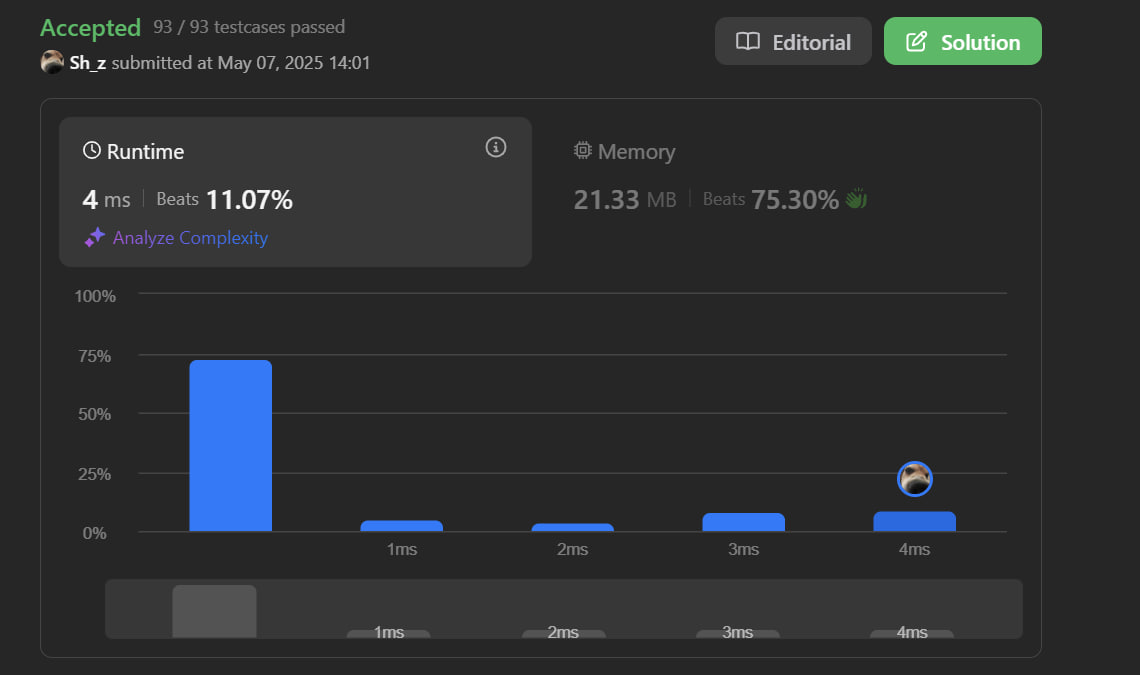 Accepted 93 / 93 testcases passed
Editorial
Solution
Sh_z submitted at May 07, 2025 14:01
Runtime
4 ms | Beats 11.07%
Analyze Complexity
Memory
21.33 MB | Beats 75.30%
100%
75%
50%
25%
0%
1ms 2ms 3ms 4ms
1ms 2ms 3ms 4ms